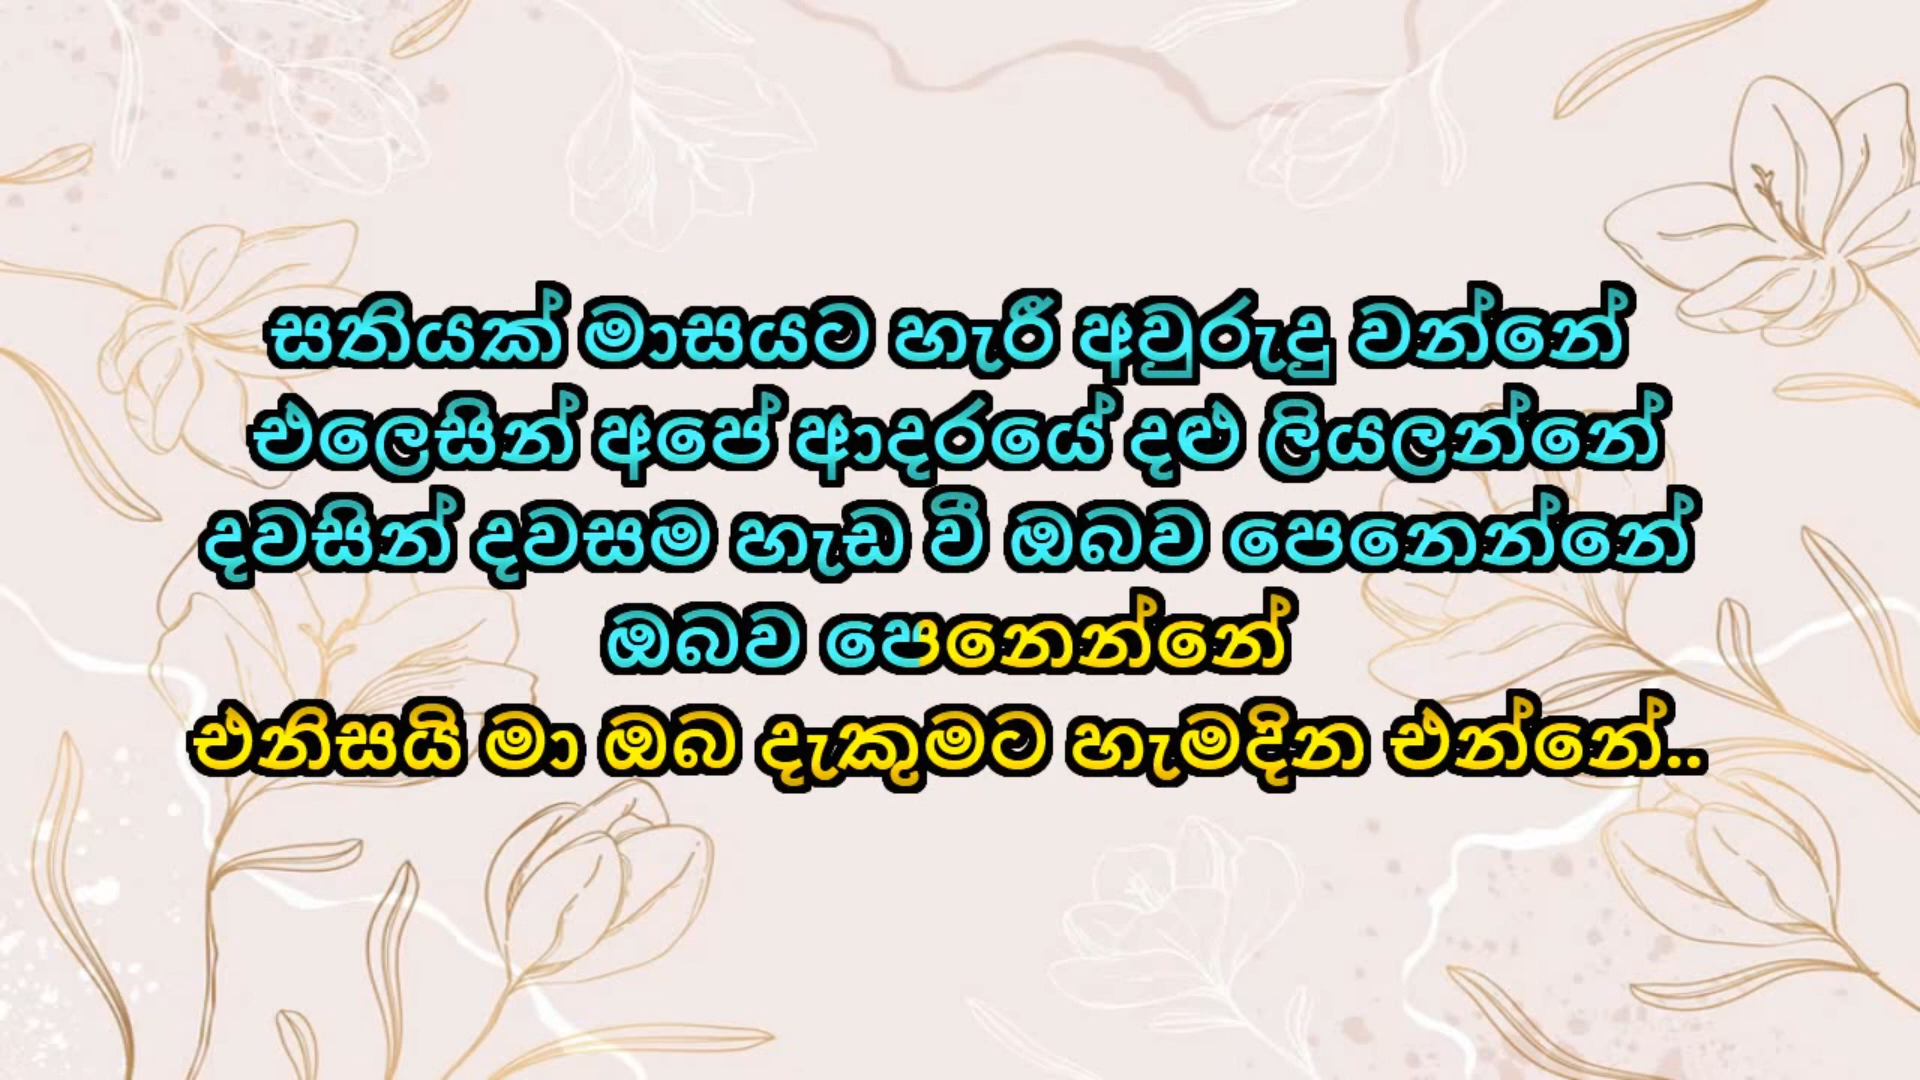 සතියක් මාසයට හැරී අවුරුදු වන්නේ
එලෙසින් අපේ ආදරයේ දළු ලියලන්නේ
දවසින් දවසම හැඩ වී ඔබව පෙනෙන්නේ
ඔබව පෙනෙන්නේ
එනිසයි මා ඔබ දැකුමට හැමදින එන්නේ..